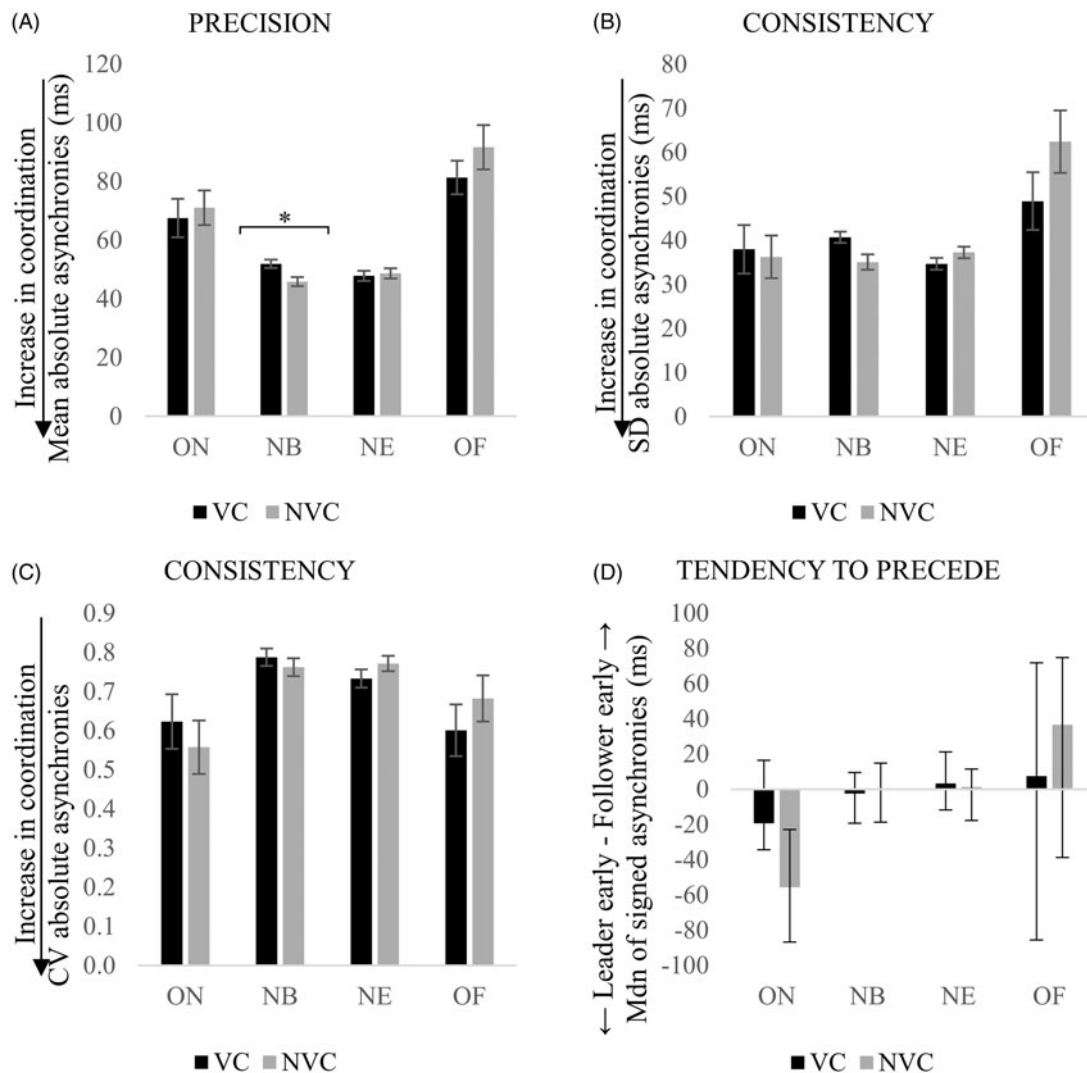 (A) PRECISION
Increase in coordination
Mean absolute asynchronies (ms)
120
100
80
60
40
20
0
*
ON NB NE OF
VC NVC
(B) CONSISTENCY
Increase in coordination
SD absolute asynchronies (ms)
80
70
60
50
40
30
20
10
0
ON NB NE OF
VC NVC
(C) CONSISTENCY
Increase in coordination
CV absolute asynchronies
0.9
0.8
0.7
0.6
0.5
0.4
0.3
0.2
0.1
0.0
ON NB NE OF
VC NVC
(D) TENDENCY TO PRECEDE
← Leader early - Follower early →
Mdn of signed asynchronies (ms)
100
80
60
40
20
0
-20
-40
-60
-80
-100
ON NB NE OF
VC NVC